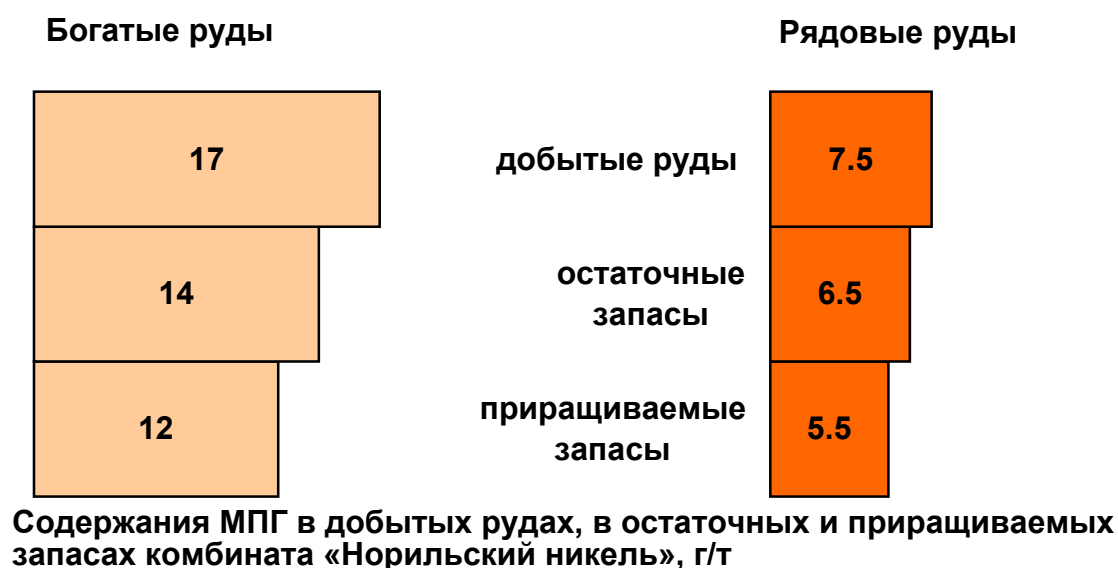 Богатые руды
Рядовые руды
17
добытые руды
7.5
14
остаточные
запасы
6.5
12
приращиваемые
запасы
5.5
Содержания МПГ в добытых рудах, в остаточных и приращиваемых
запасах комбината «Норильский никель», г/т